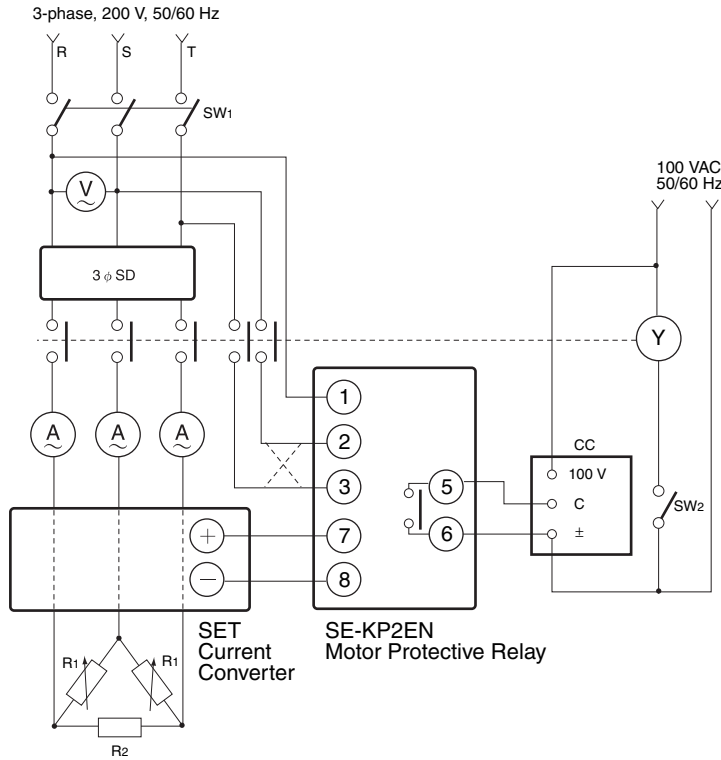 3-phase, 200 V, 50/60 Hz
R
S
T
SW1
V
100 VAC
50/60 Hz
3 ϕ SD
Y
A
A
A
1
2
3
5
6
7
8
CC
100 V
C
±
SW2
+
−
SET
Current
Converter
SE-KP2EN
Motor Protective Relay
R1
R1
R2